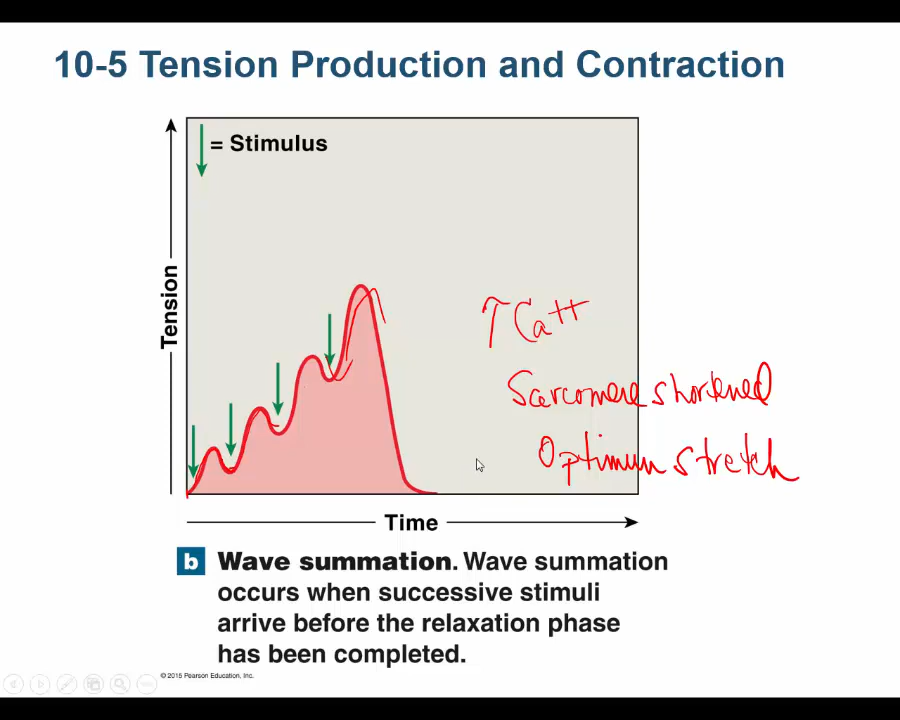 10-5 Tension Production and Contraction
= Stimulus
Tension
↑ Ca++
Sarcomere shortened
Optimum stretch
Time
b Wave summation. Wave summation
occurs when successive stimuli
arrive before the relaxation phase
has been completed.
© 2015 Pearson Education, Inc.